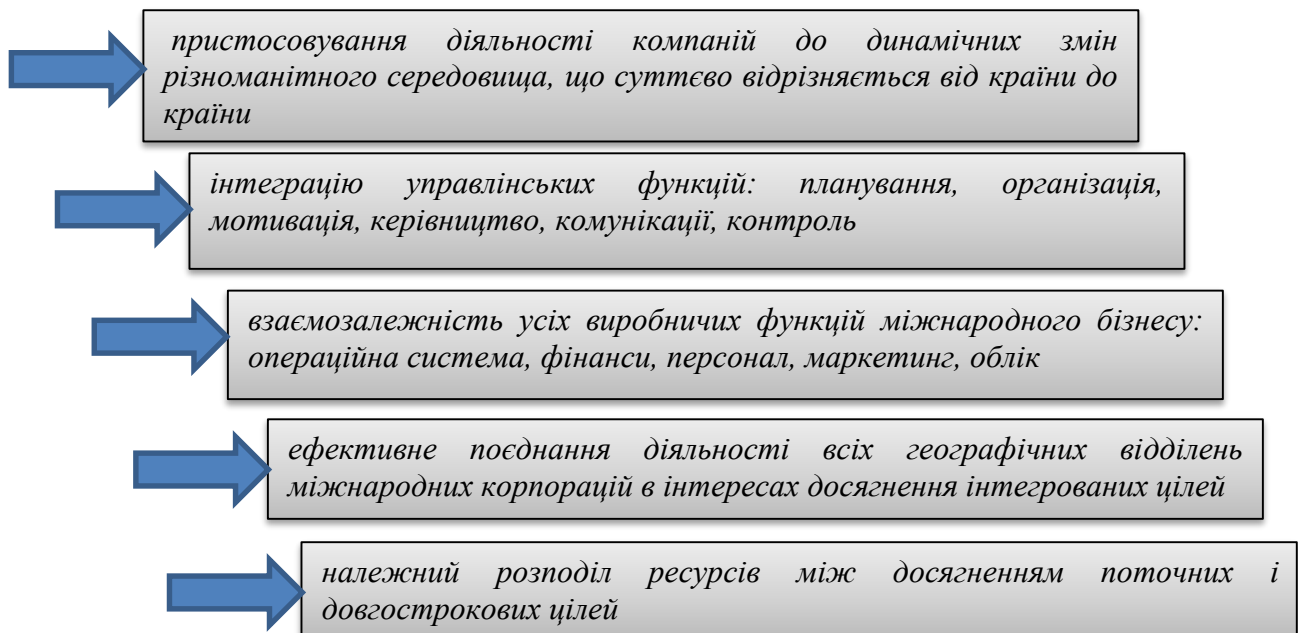 пристосовування діяльності компаній до динамічних змін
різноманітного середовища, що суттєво відрізняється від країни до
країни
інтеграцію управлінських функцій: планування, організація,
мотивація, керівництво, комунікації, контроль
взаємозалежність усіх виробничих функцій міжнародного бізнесу:
операційна система, фінанси, персонал, маркетинг, облік
ефективне поєднання діяльності всіх географічних відділень
міжнародних корпорацій в інтересах досягнення інтегрованих цілей
належний розподіл ресурсів між досягненням поточних і
довгострокових цілей